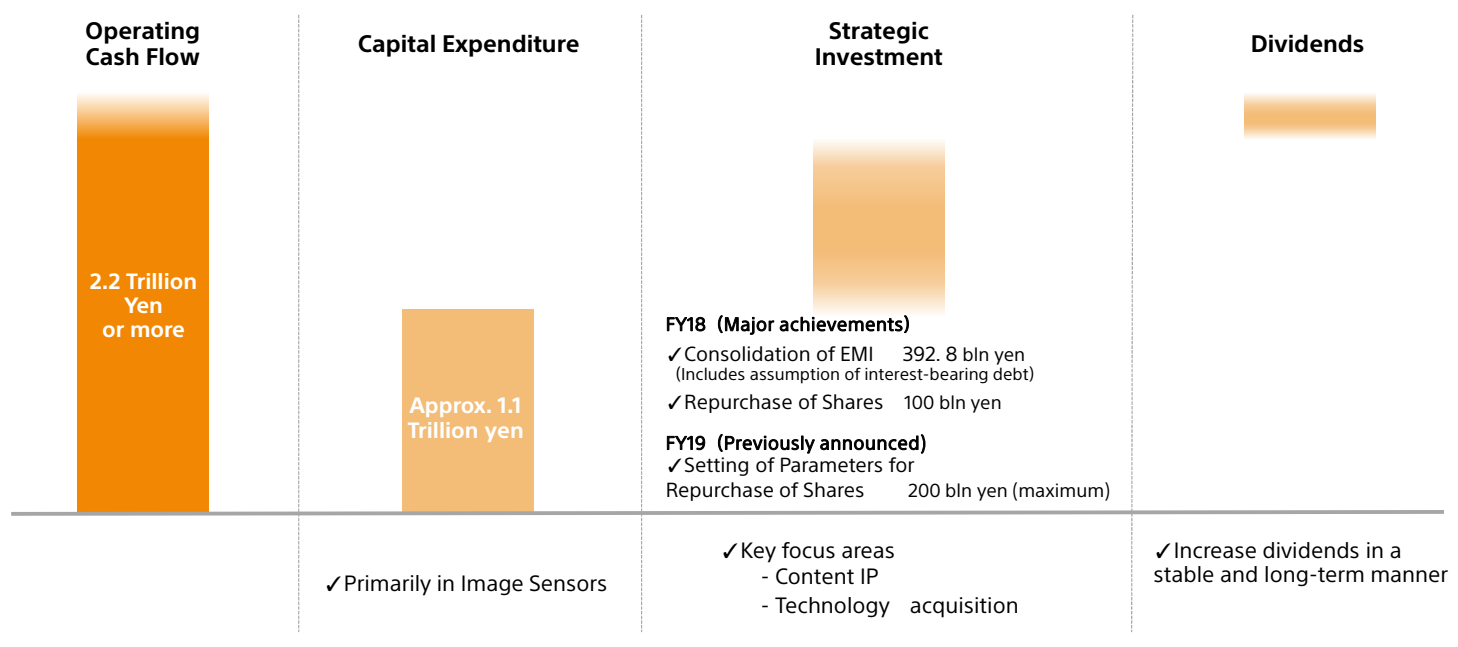 Operating
Cash Flow
Capital Expenditure
Strategic
Investment
Dividends
2.2 Trillion
Yen
or more
Approx. 1.1
Trillion yen
FY18 (Major achievements)
✓Consolidation of EMI 392. 8 bln yen
(Includes assumption of interest-bearing debt)
✓Repurchase of Shares 100 bln yen
FY19 (Previously announced)
✓Setting of Parameters for
Repurchase of Shares 200 bln yen (maximum)
✓Primarily in Image Sensors
✓Key focus areas
- Content IP
- Technology acquisition
✓Increase dividends in a
stable and long-term manner